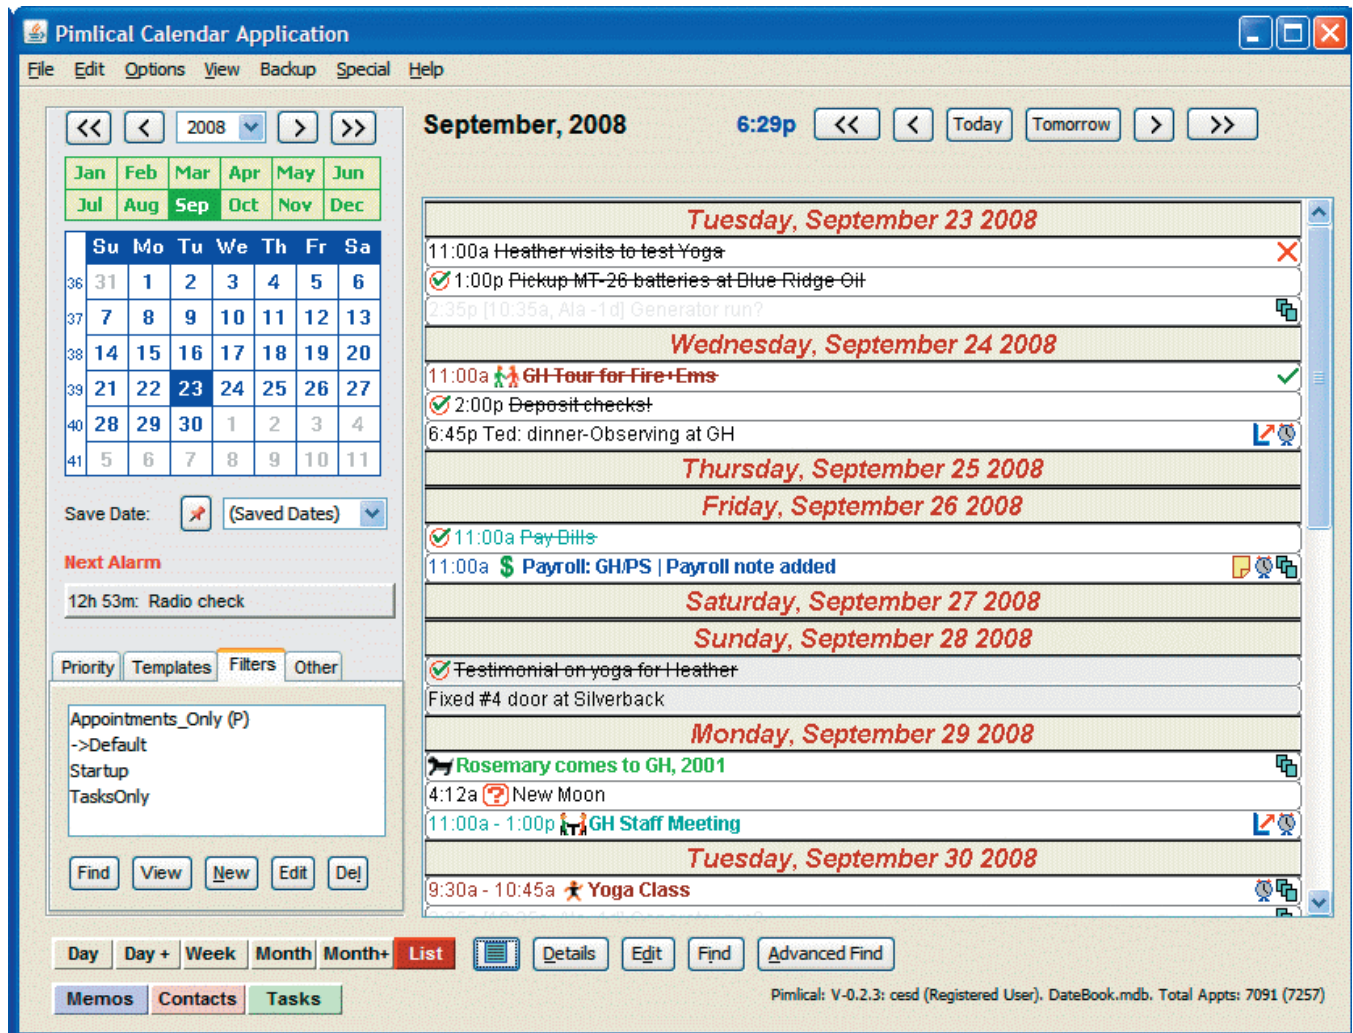 Pimlical Calendar Application
File Edit Options View Backup Special Help
<< < 2008 > >>
Jan Feb Mar Apr May Jun
Jul Aug Sep Oct Nov Dec
Su Mo Tu We Th Fr Sa
36 31 1 2 3 4 5 6
37 7 8 9 10 11 12 13
38 14 15 16 17 18 19 20
39 21 22 23 24 25 26 27
40 28 29 30 1 2 3 4
41 5 6 7 8 9 10 11
Save Date: (Saved Dates)
Next Alarm
12h 53m: Radio check
Priority Templates Filters Other
Appointments_Only (P)
->Default
Startup
TasksOnly
Find View New Edit Del
September, 2008 6:29p << < Today Tomorrow > >>
Tuesday, September 23 2008
11:00a Heather visits to test Yoga
1:00p Pickup MT-26 batteries at Blue Ridge Oil
2:35p [10:35a, Ala -1d] Generator run?
Wednesday, September 24 2008
11:00a GH Tour for Fire+Ems
2:00p Deposit checks!
6:45p Ted: dinner-Observing at GH
Thursday, September 25 2008
Friday, September 26 2008
11:00a Pay Bills
11:00a $ Payroll: GH/PS | Payroll note added
Saturday, September 27 2008
Sunday, September 28 2008
Testimonial on yoga for Heather
Fixed #4 door at Silverback
Monday, September 29 2008
Rosemary comes to GH, 2001
4:12a ? New Moon
11:00a - 1:00p GH Staff Meeting
Tuesday, September 30 2008
9:30a - 10:45a Yoga Class
Day Day + Week Month Month+ List Details Edit Find Advanced Find
Memos Contacts Tasks
Pimlical: V-0.2.3: cesd (Registered User). DateBook.mdb. Total Appts: 7091 (7257)